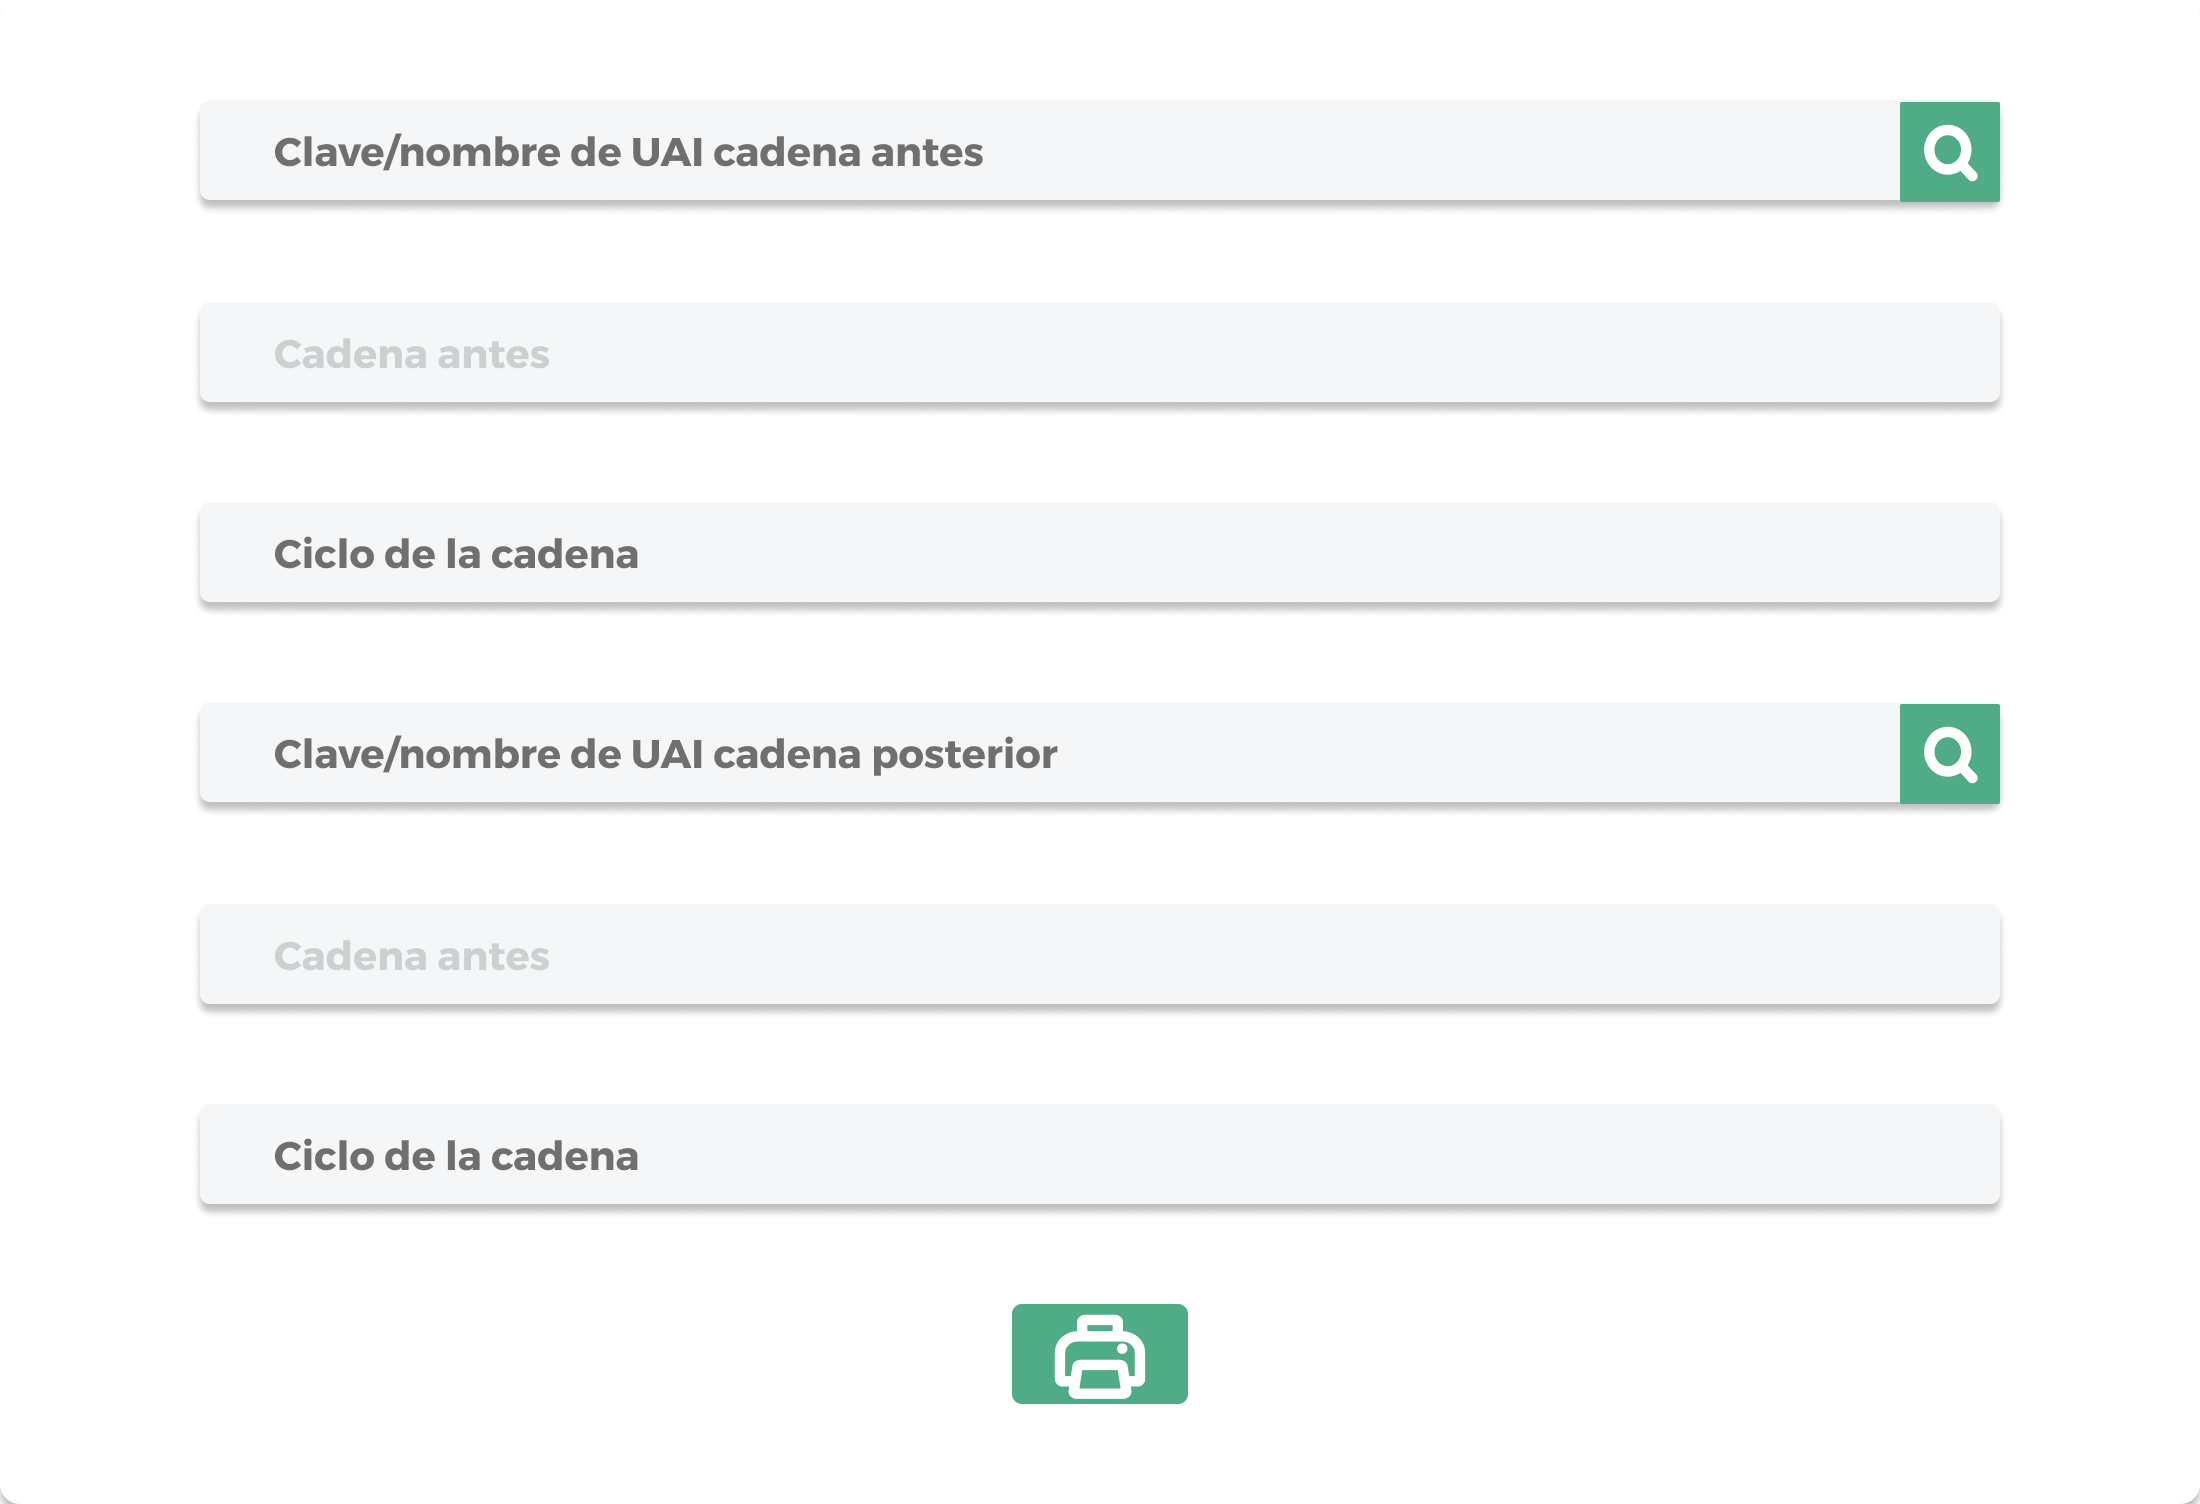 Clave/nombre de UAI cadena antes
Cadena antes
Ciclo de la cadena
Clave/nombre de UAI cadena posterior
Cadena antes
Ciclo de la cadena